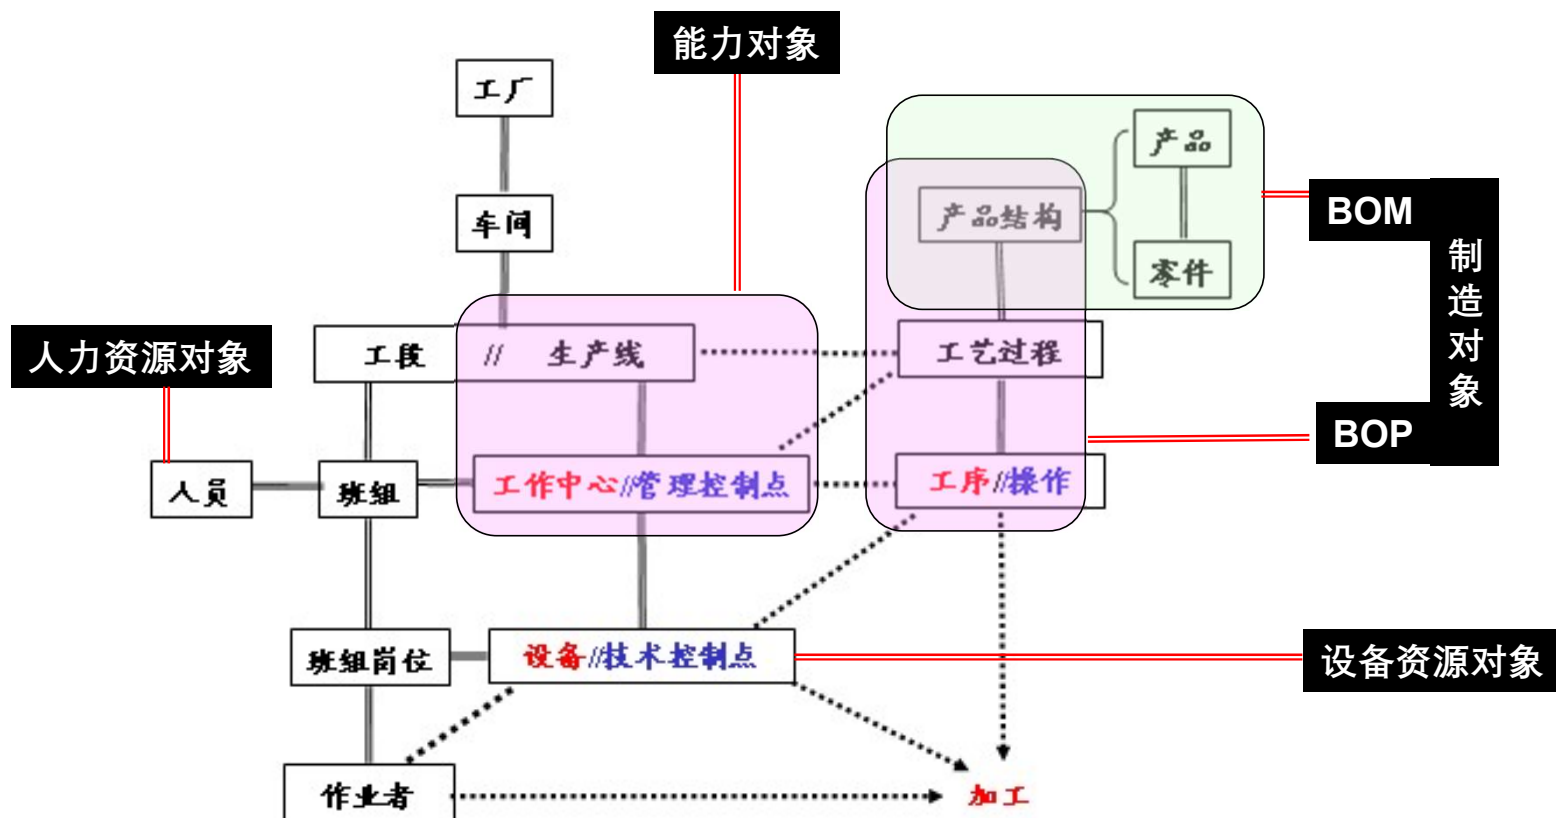 能力对象
工厂
产品
车间
产品结构
BOM
零件
制造对象
人力资源对象
工段 // 生产线
工艺过程
BOP
人员
班组
工作中心//管理控制点
工序//操作
班组岗位
设备//技术控制点
设备资源对象
作业者
加工